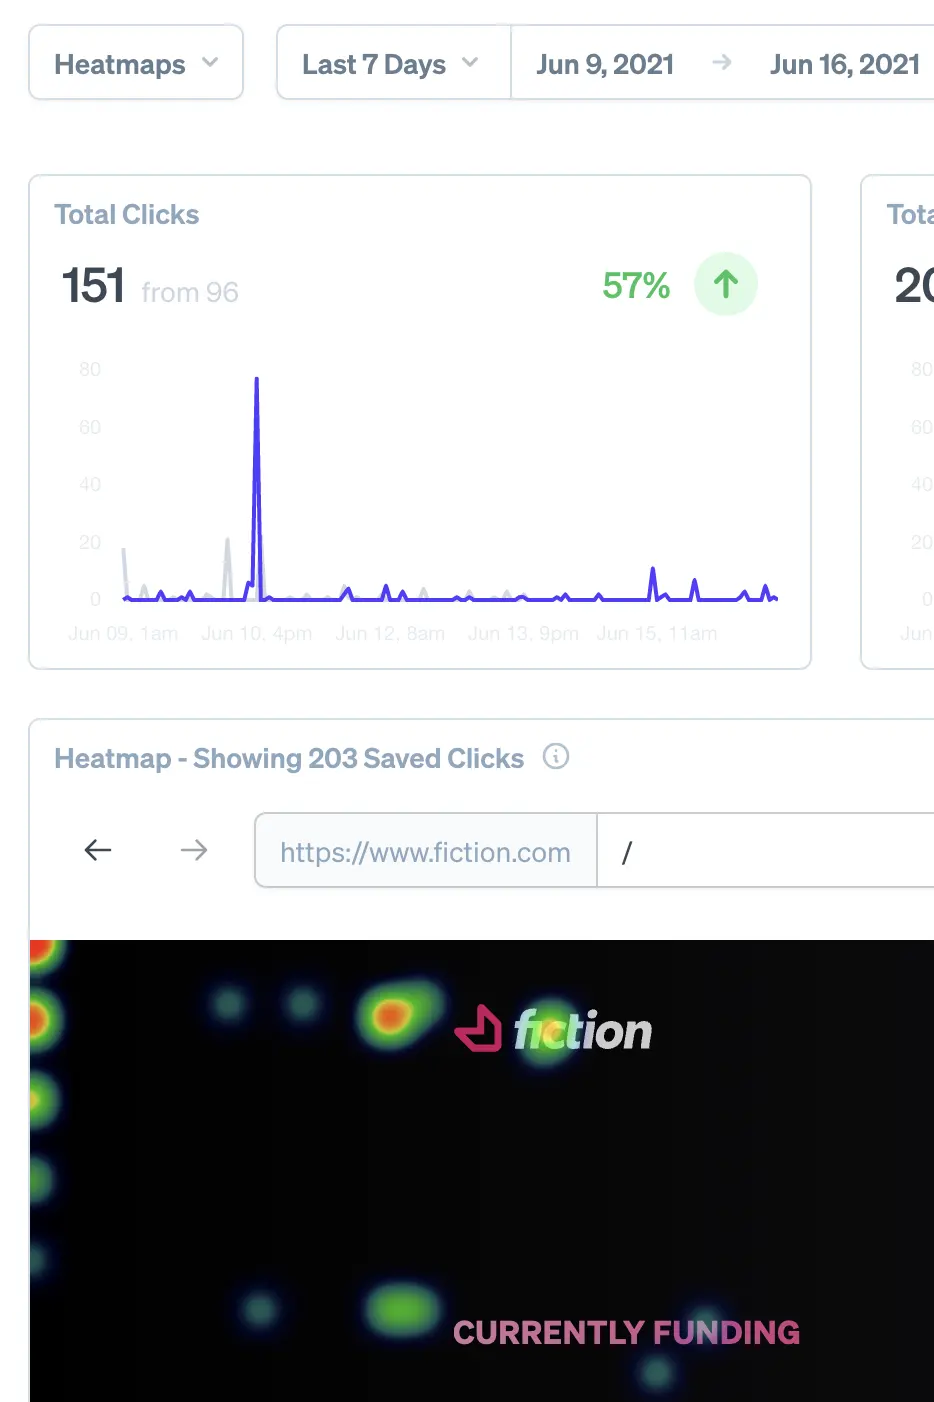 Heatmaps
Last 7 Days
Jun 9, 2021 → Jun 16, 2021
Total Clicks
151 from 96
57%
80
60
40
20
0
Jun 09, 1am Jun 10, 4pm Jun 12, 8am Jun 13, 9pm Jun 15, 11am
80
60
40
20
0
Jun
Heatmap - Showing 203 Saved Clicks
https://www.fiction.com /
fiction
CURRENTLY FUNDING